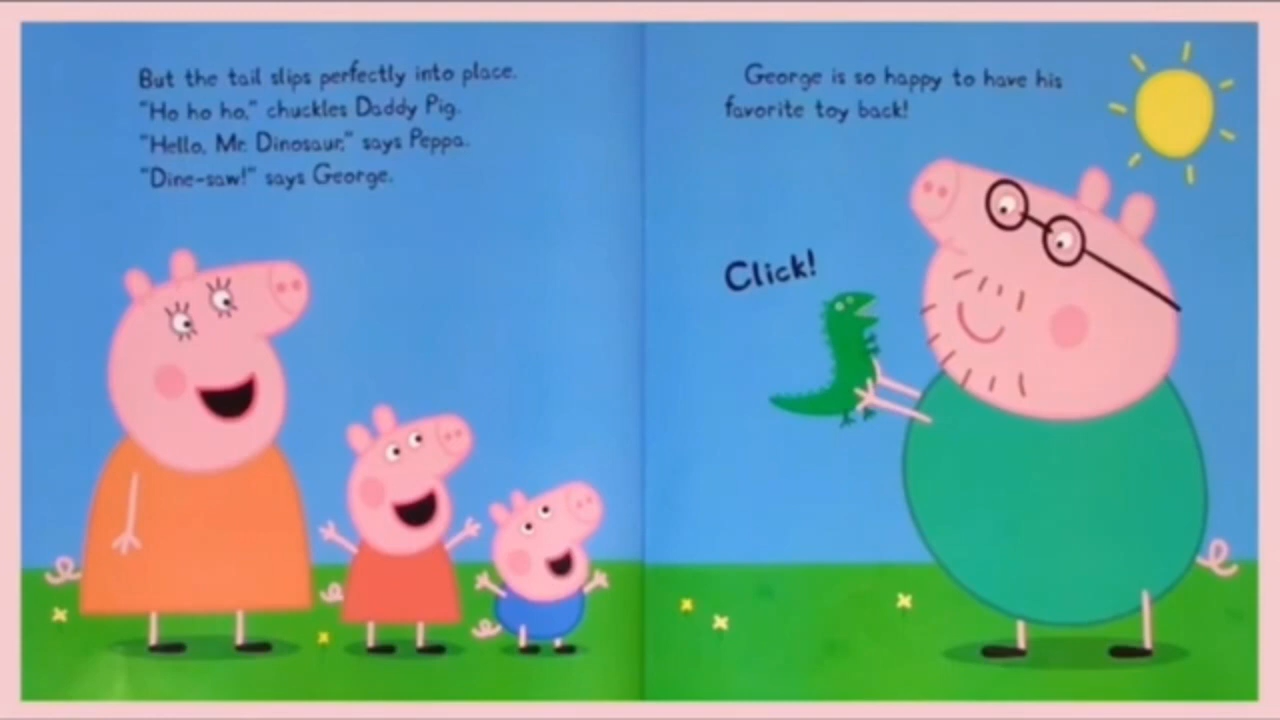 But the tail slips perfectly into place.
"Ho ho ho," chuckles Daddy Pig.
"Hello, Mr. Dinosaur," says Peppa.
"Dine-saw!" says George.
George is so happy to have his
favorite toy back!
Click!